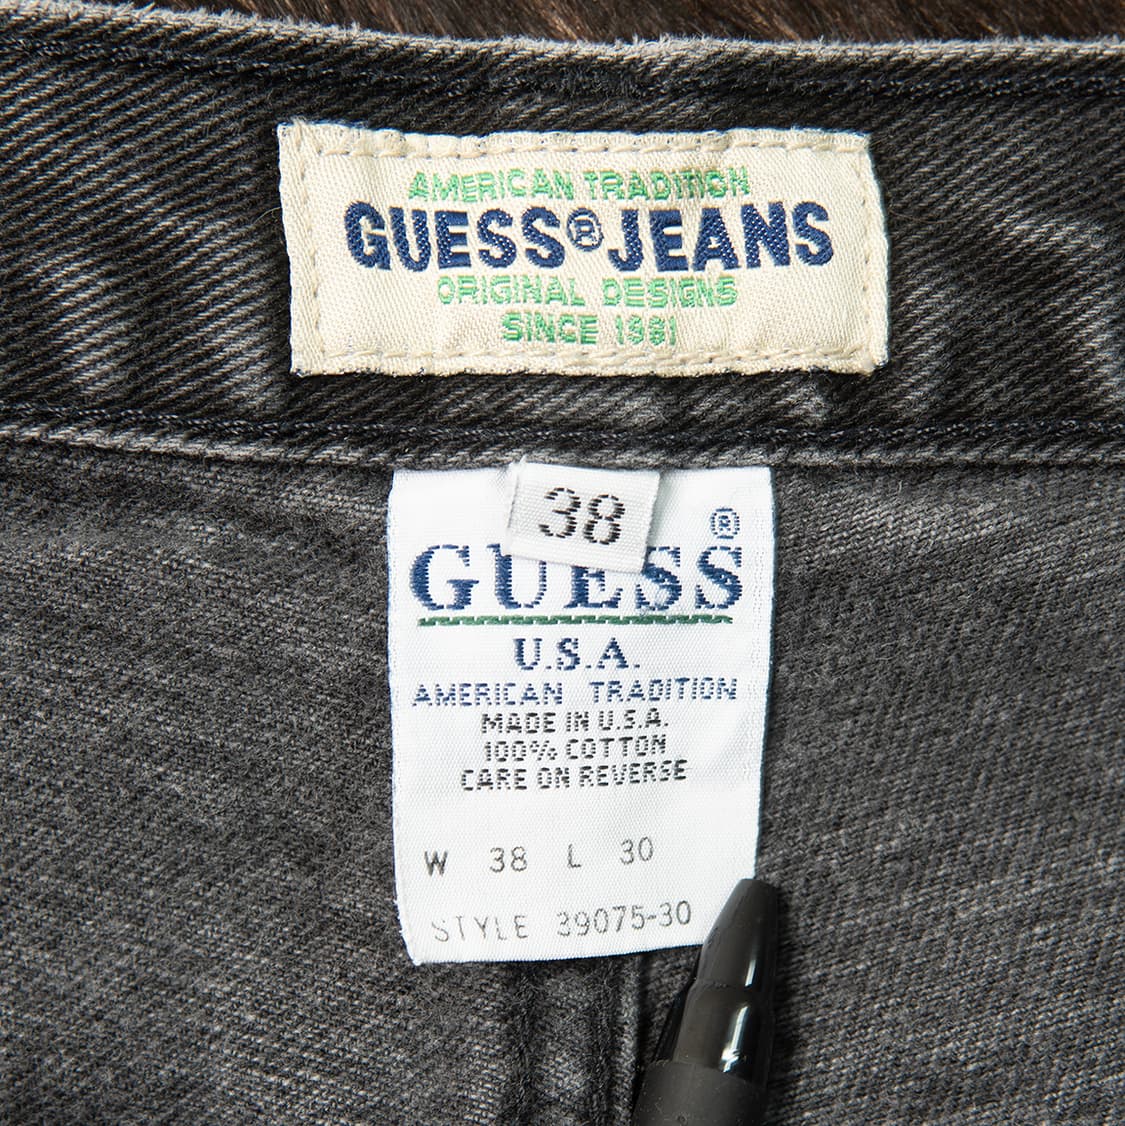 AMERICAN TRADITION
GUESS®JEANS
ORIGINAL DESIGNS
SINCE 1981
38
®
GUESS
U.S.A.
AMERICAN TRADITION
MADE IN U.S.A.
100% COTTON
CARE ON REVERSE
W 38 L 30
STYLE 39075-30